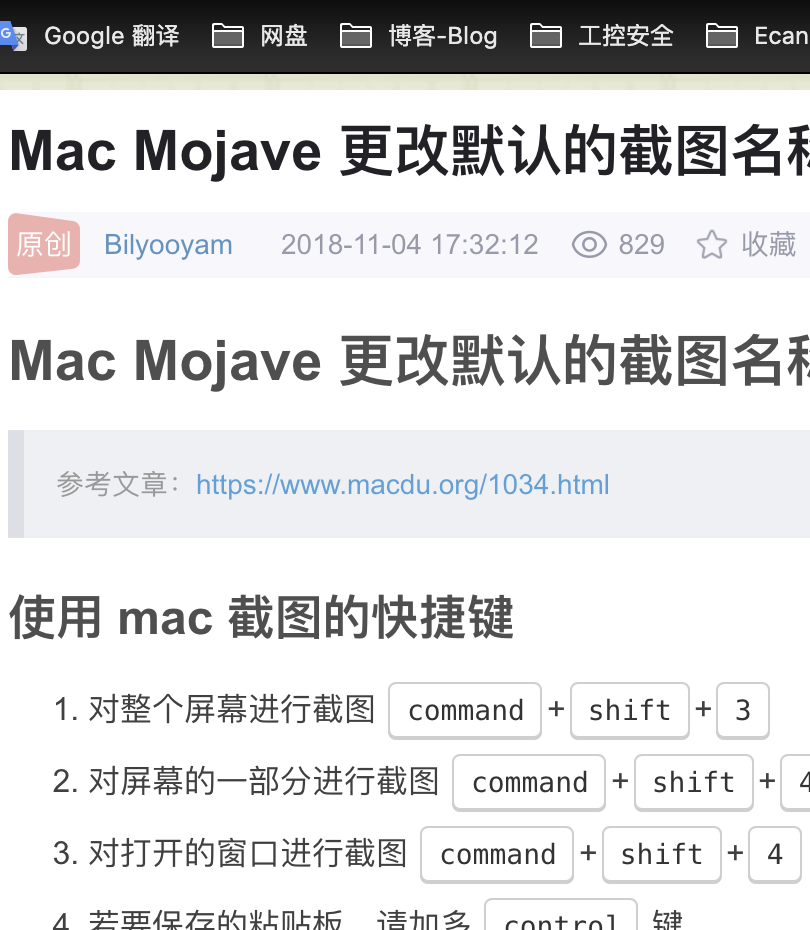 Google 翻译 网盘 博客-Blog 工控安全 Ecan
Mac Mojave 更改默认的截图名
原创 Bilyooyam 2018-11-04 17:32:12 829 收藏
Mac Mojave 更改默认的截图名
参考文章：https://www.macdu.org/1034.html
使用 mac 截图的快捷键
1. 对整个屏幕进行截图 command + shift + 3
2. 对屏幕的一部分进行截图 command + shift + 4
3. 对打开的窗口进行截图 command + shift + 4
4. 若要保存的粘贴板，请加多 control 键